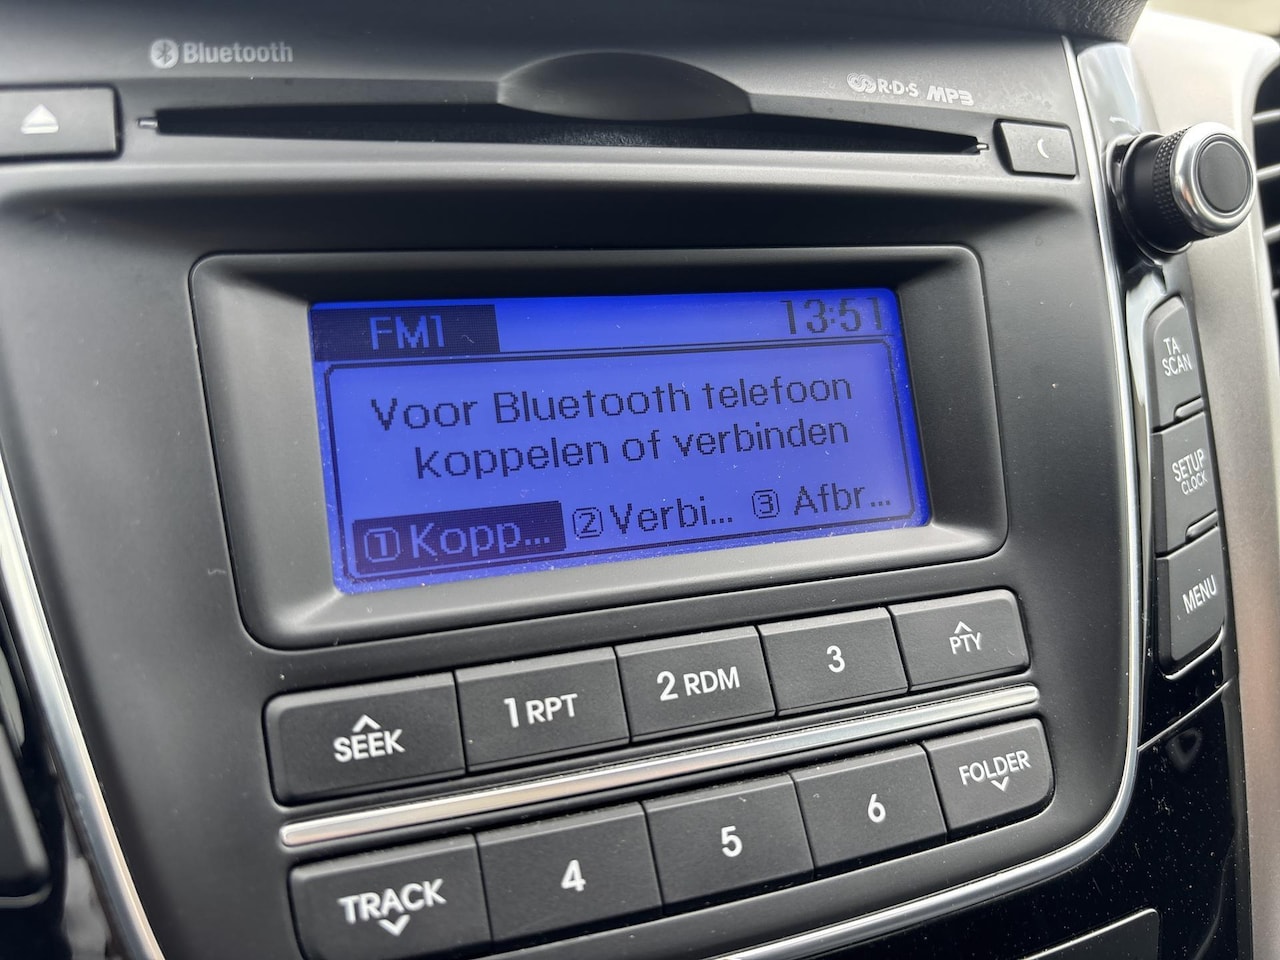 Bluetooth
R·D·S MP3
FM1 13:51
Voor Bluetooth telefoon
koppelen of verbinden
1 Kopp... 2 Verbi... 3 Afbr...
TA
SCAN
SETUP
CLOCK
MENU
SEEK
1 RPT
2 RDM
3
PTY
TRACK
4
5
6
FOLDER